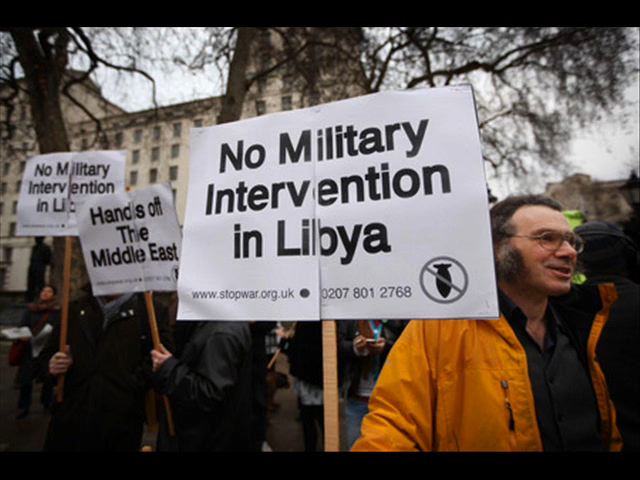 No Military
Intervention
in Libya
Hands off
The
Middle East
No Military
Intervention
in Libya
www.stopwar.org.uk ● 0207 801 2768